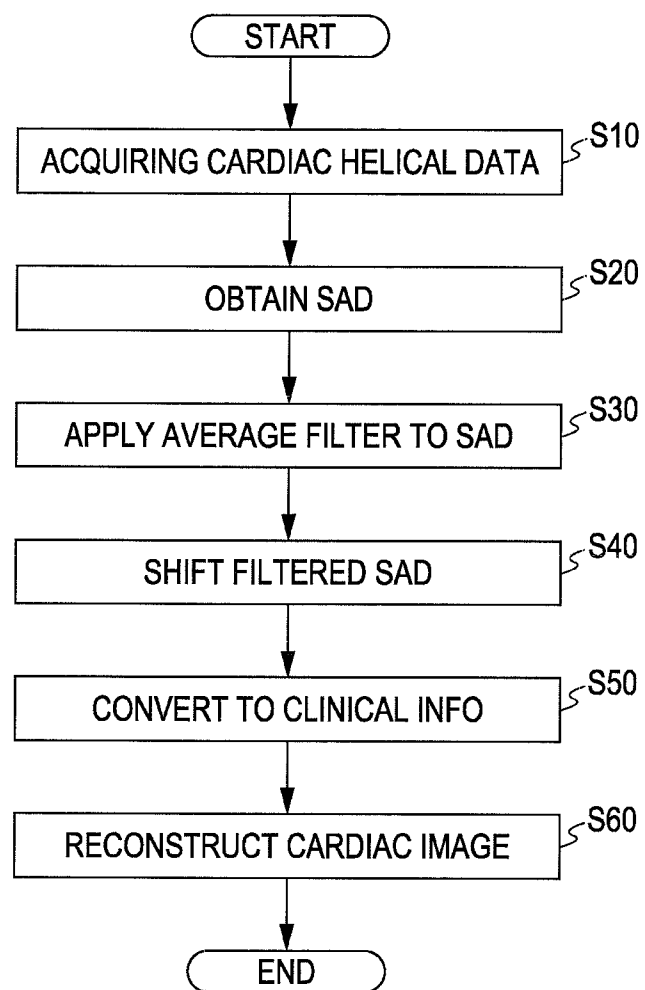 START
ACQUIRING CARDIAC HELICAL DATA
S10
OBTAIN SAD
S20
APPLY AVERAGE FILTER TO SAD
S30
SHIFT FILTERED SAD
S40
CONVERT TO CLINICAL INFO
S50
RECONSTRUCT CARDIAC IMAGE
S60
END